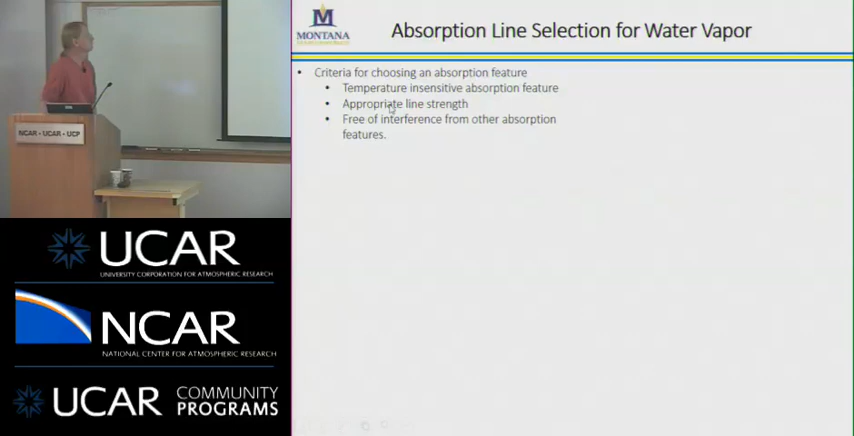 MONTANA
Absorption Line Selection for Water Vapor
• Criteria for choosing an absorption feature
• Temperature insensitive absorption feature
• Appropriate line strength
• Free of interference from other absorption
features.
NCAR • UCAR • UCP
UCAR
UNIVERSITY CORPORATION FOR ATMOSPHERIC RESEARCH
NCAR
NATIONAL CENTER FOR ATMOSPHERIC RESEARCH
UCAR
COMMUNITY
PROGRAMS